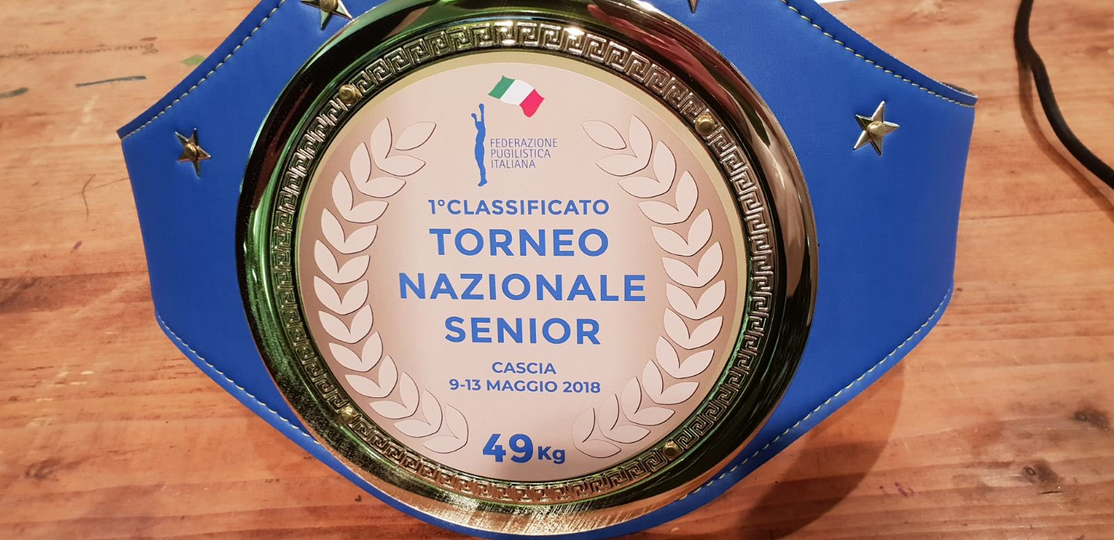 FEDERAZIONE
PUGILISTICA
ITALIANA
1°CLASSIFICATO
TORNEO
NAZIONALE
SENIOR
CASCIA
9-13 MAGGIO 2018
49Kg